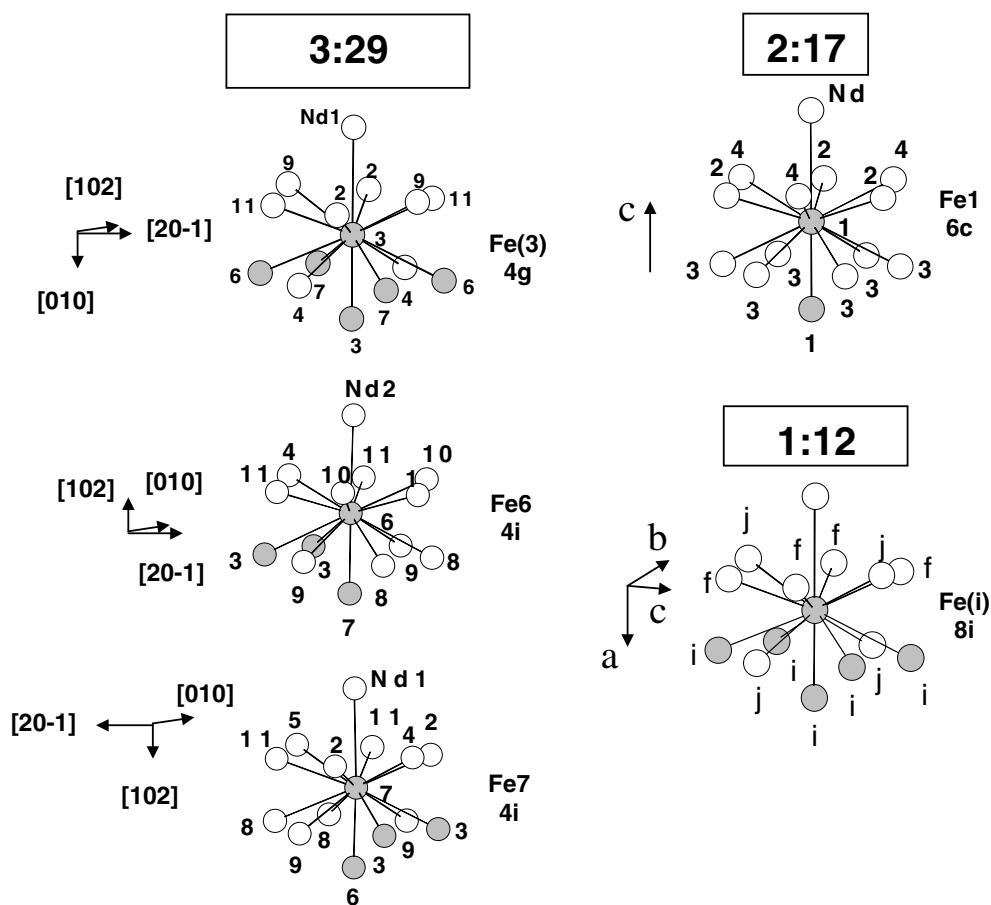 3:29
Nd1
9 2
2 9
11 11
3
6 7 6
4 4
7
3
[102]
[20-1]
[010]
Fe(3)
4g
Nd2
4 11 10
11 10 1
6
3 3 9 8
9 8
7
[102]
[010]
[20-1]
Fe6
4i
Nd1
5 11 2
11 2 4
7
8 8 3
9 3 9
6
[20-1]
[010]
[102]
Fe7
4i
2:17
Nd
4 2 4
2 4 2
1
3 3 3
3 3 3
1
c
Fe1
6c
1:12
j f j
f f
i i i
j i j
i
b
c
a
Fe(i)
8i